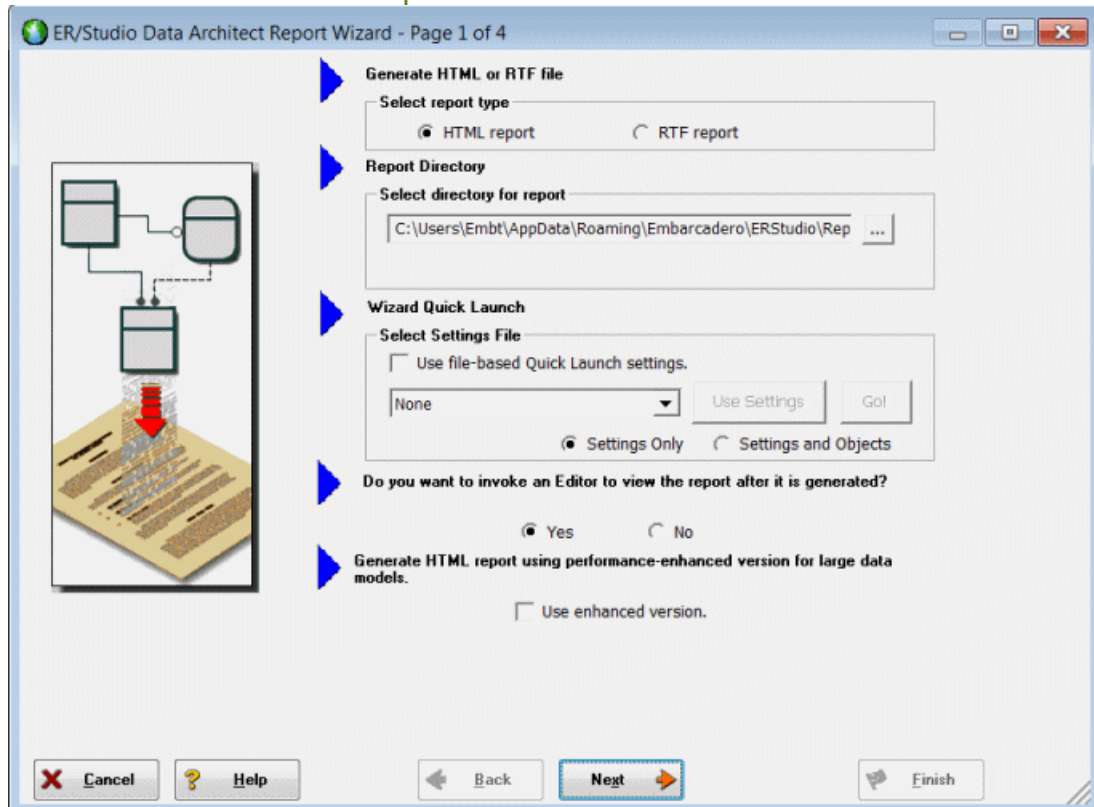 ER/Studio Data Architect Report Wizard - Page 1 of 4
Generate HTML or RTF file
Select report type
HTML report RTF report
Report Directory
Select directory for report
C:\Users\Embt\AppData\Roaming\Embarcadero\ERStudio\Rep ...
Wizard Quick Launch
Select Settings File
Use file-based Quick Launch settings.
None Use Settings Go!
Settings Only Settings and Objects
Do you want to invoke an Editor to view the report after it is generated?
Yes No
Generate HTML report using performance-enhanced version for large data
models.
Use enhanced version.
Cancel Help Back Next Finish